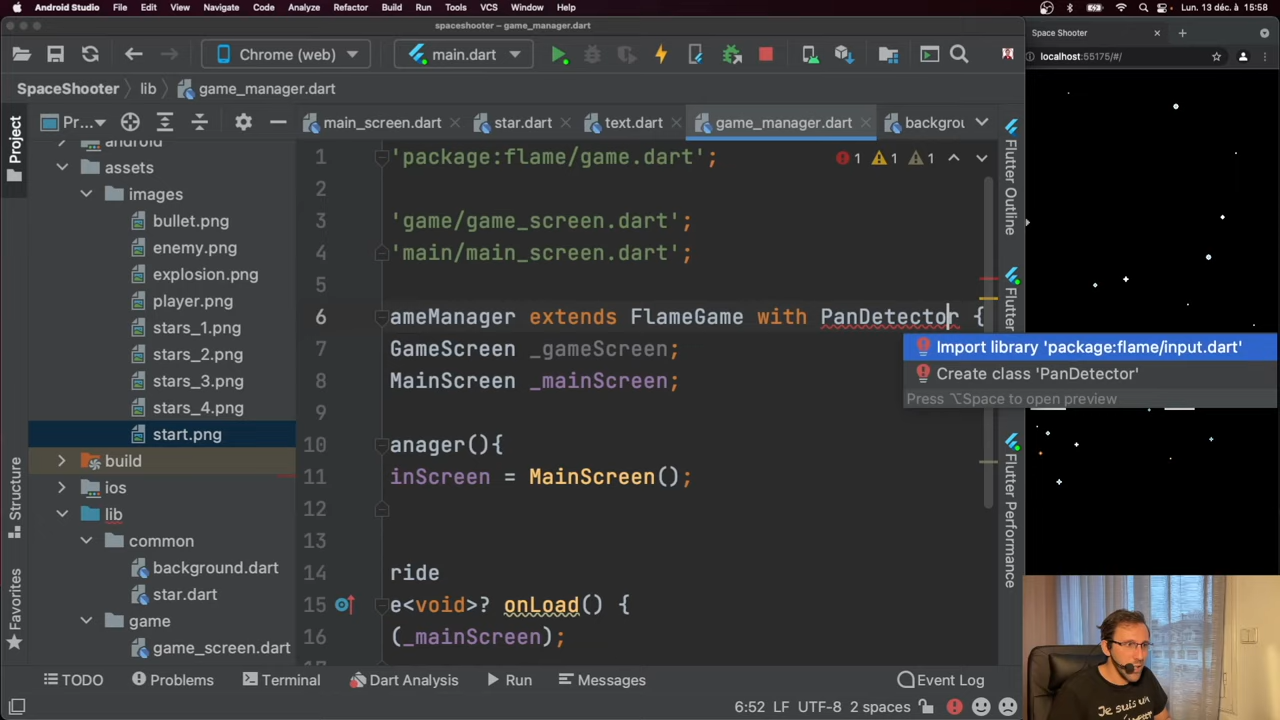 Android Studio File Edit View Navigate Code Analyze Refactor Build Run Tools VCS Window Help Lun. 13 déc. à 15:58
spaceshooter – game_manager.dart
Space Shooter
Chrome (web) main.dart
localhost:55175/#/
SpaceShooter lib game_manager.dart
Project
Pr... main_screen.dart star.dart text.dart game_manager.dart backgrou
android
assets
images
bullet.png
enemy.png
explosion.png
player.png
stars_1.png
stars_2.png
stars_3.png
stars_4.png
start.png
build
ios
lib
common
background.dart
star.dart
game
game_screen.dart
Structure
Favorites
1 'package:flame/game.dart'; 1 1 1
2
3 'game/game_screen.dart';
4 'main/main_screen.dart';
5
6 ameManager extends FlameGame with PanDetector {
7 GameScreen _gameScreen;
8 MainScreen _mainScreen;
9
10 anager(){
11 inScreen = MainScreen();
12
13
14 ride
15 e<void>? onLoad() {
16 (_mainScreen);
Import library 'package:flame/input.dart'
Create class 'PanDetector'
Press ⌥Space to open preview
Flutter Outline
Flutter Performance
TODO Problems Terminal Dart Analysis Run Messages Event Log
6:52 LF UTF-8 2 spaces
Je suis un